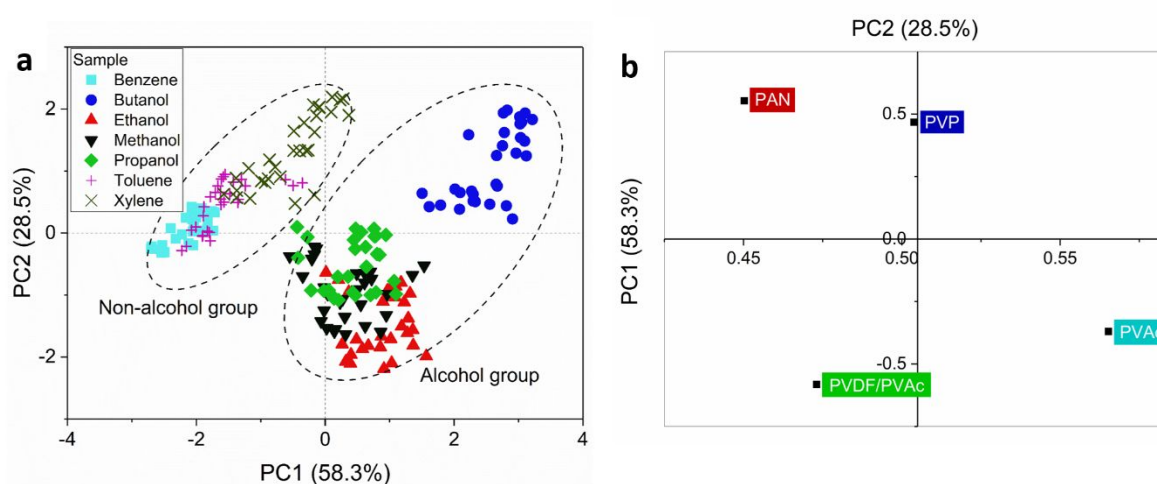 a
Sample
Benzene
Butanol
Ethanol
Methanol
Propanol
Toluene
Xylene
2
0
-2
PC2 (28.5%)
Non-alcohol group
Alcohol group
-4
-2
0
2
4
PC1 (58.3%)
b
PC2 (28.5%)
PAN
0.5
PVP
PC1 (58.3%)
0.0
0.45
0.50
0.55
PVAc
-0.5
PVDF/PVAc